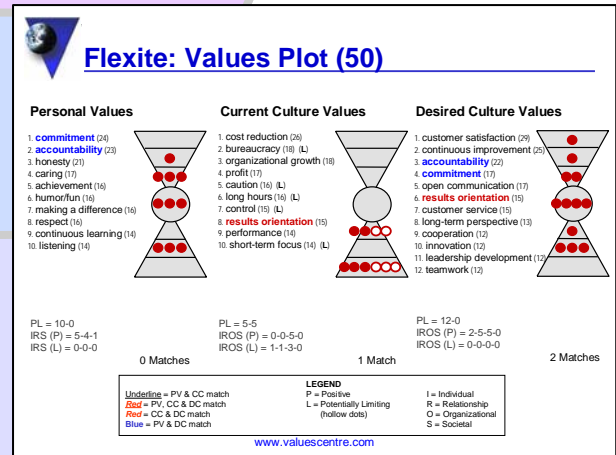 Flexite: Values Plot (50)
Personal Values
1. commitment (24)
2. accountability (23)
3. honesty (21)
4. caring (17)
5. achievement (16)
6. humor/fun (16)
7. making a difference (16)
8. respect (16)
9. continuous learning (14)
10. listening (14)
PL = 10-0
IRS (P) = 5-4-1
IRS (L) = 0-0-0
0 Matches
Current Culture Values
1. cost reduction (26)
2. bureaucracy (18) (L)
3. organizational growth (18)
4. profit (17)
5. caution (16) (L)
6. long hours (16) (L)
7. control (15) (L)
8. results orientation (15)
9. performance (14)
10. short-term focus (14) (L)
PL = 5-5
IROS (P) = 0-0-5-0
IROS (L) = 1-1-3-0
1 Match
Desired Culture Values
1. customer satisfaction (29)
2. continuous improvement (25)
3. accountability (22)
4. commitment (17)
5. open communication (17)
6. results orientation (15)
7. customer service (15)
8. long-term perspective (13)
9. cooperation (12)
10. innovation (12)
11. leadership development (12)
12. teamwork (12)
PL = 12-0
IROS (P) = 2-5-5-0
IROS (L) = 0-0-0-0
2 Matches
LEGEND
Underline = PV & CC match
Red = PV, CC & DC match
Red = CC & DC match
Blue = PV & DC match
P = Positive
L = Potentially Limiting
(hollow dots)
I = Individual
R = Relationship
O = Organizational
S = Societal
www.valuescentre.com